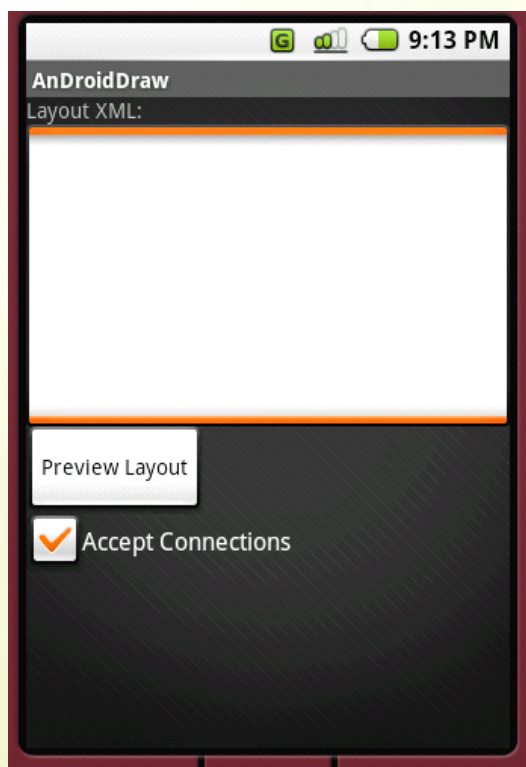 G 9:13 PM
AnDroidDraw
Layout XML:
Preview Layout
Accept Connections